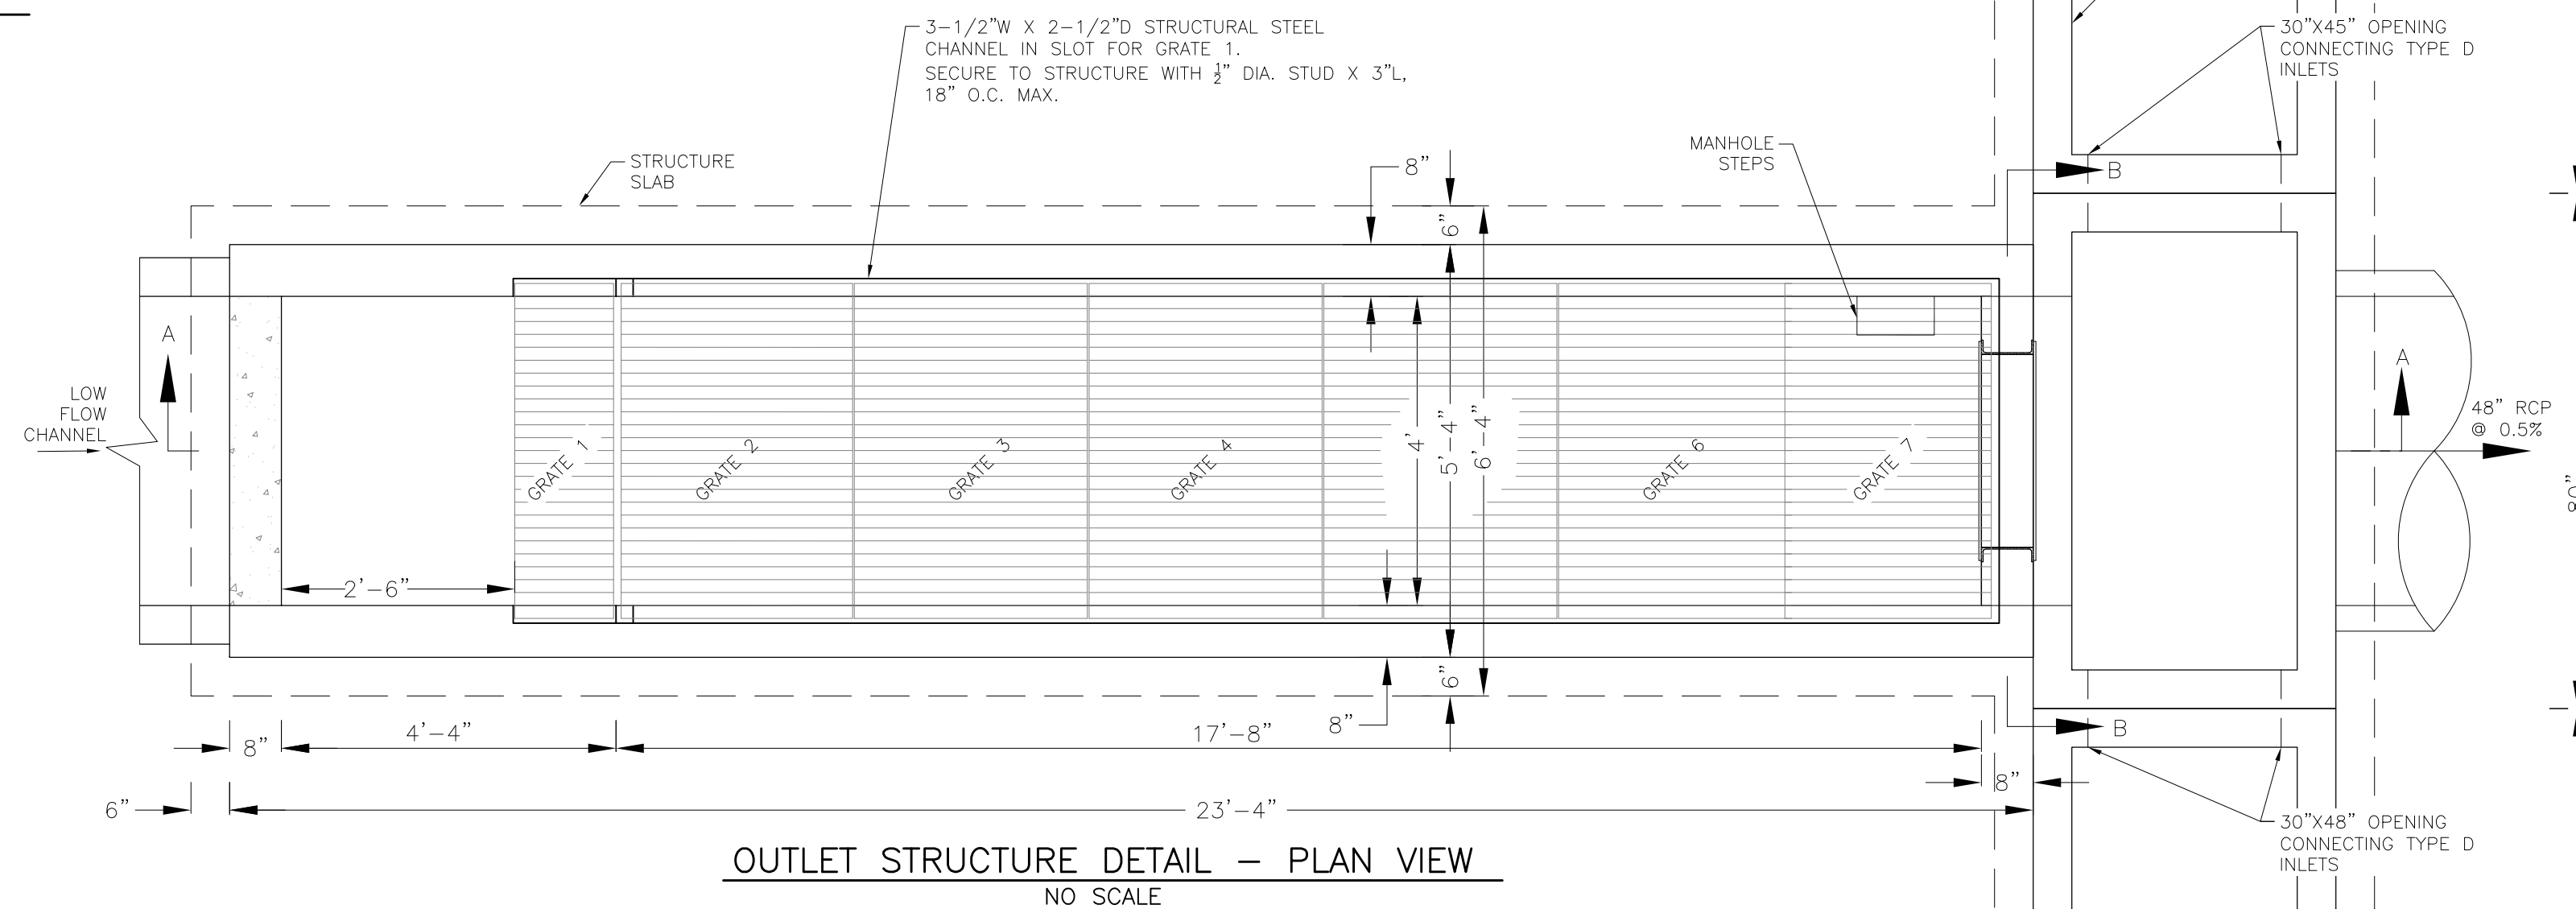 3-1/2"W X 2-1/2"D STRUCTURAL STEEL
CHANNEL IN SLOT FOR GRATE 1.
SECURE TO STRUCTURE WITH ½" DIA. STUD X 3"L,
18" O.C. MAX.
30"X45" OPENING
CONNECTING TYPE D
INLETS
STRUCTURE
SLAB
MANHOLE
STEPS
8"
B
6"
A
A
LOW
FLOW
CHANNEL
48" RCP
@ 0.5%
GRATE 1
GRATE 2
GRATE 3
GRATE 4
4'
5'-4"
6'-4"
GRATE 6
GRATE 7
2'-6"
6"
8"
B
8"
4'-4"
17'-8"
8"
6"
23'-4"
30"X48" OPENING
CONNECTING TYPE D
INLETS
OUTLET STRUCTURE DETAIL – PLAN VIEW
NO SCALE